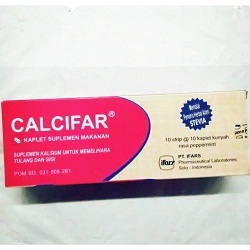 CALCIFAR®
KAPLET SUPLEMEN MAKANAN
SUPLEMEN KALSIUM UNTUK MEMELIHARA
TULANG DAN GIGI
POM SD. 031 505 261
STEVIA
10 strip @ 10 kaplet kunyah
rasa peppermint
ifars
PT. IFARS
Pharmaceutical Laboratories
Solo - Indonesia